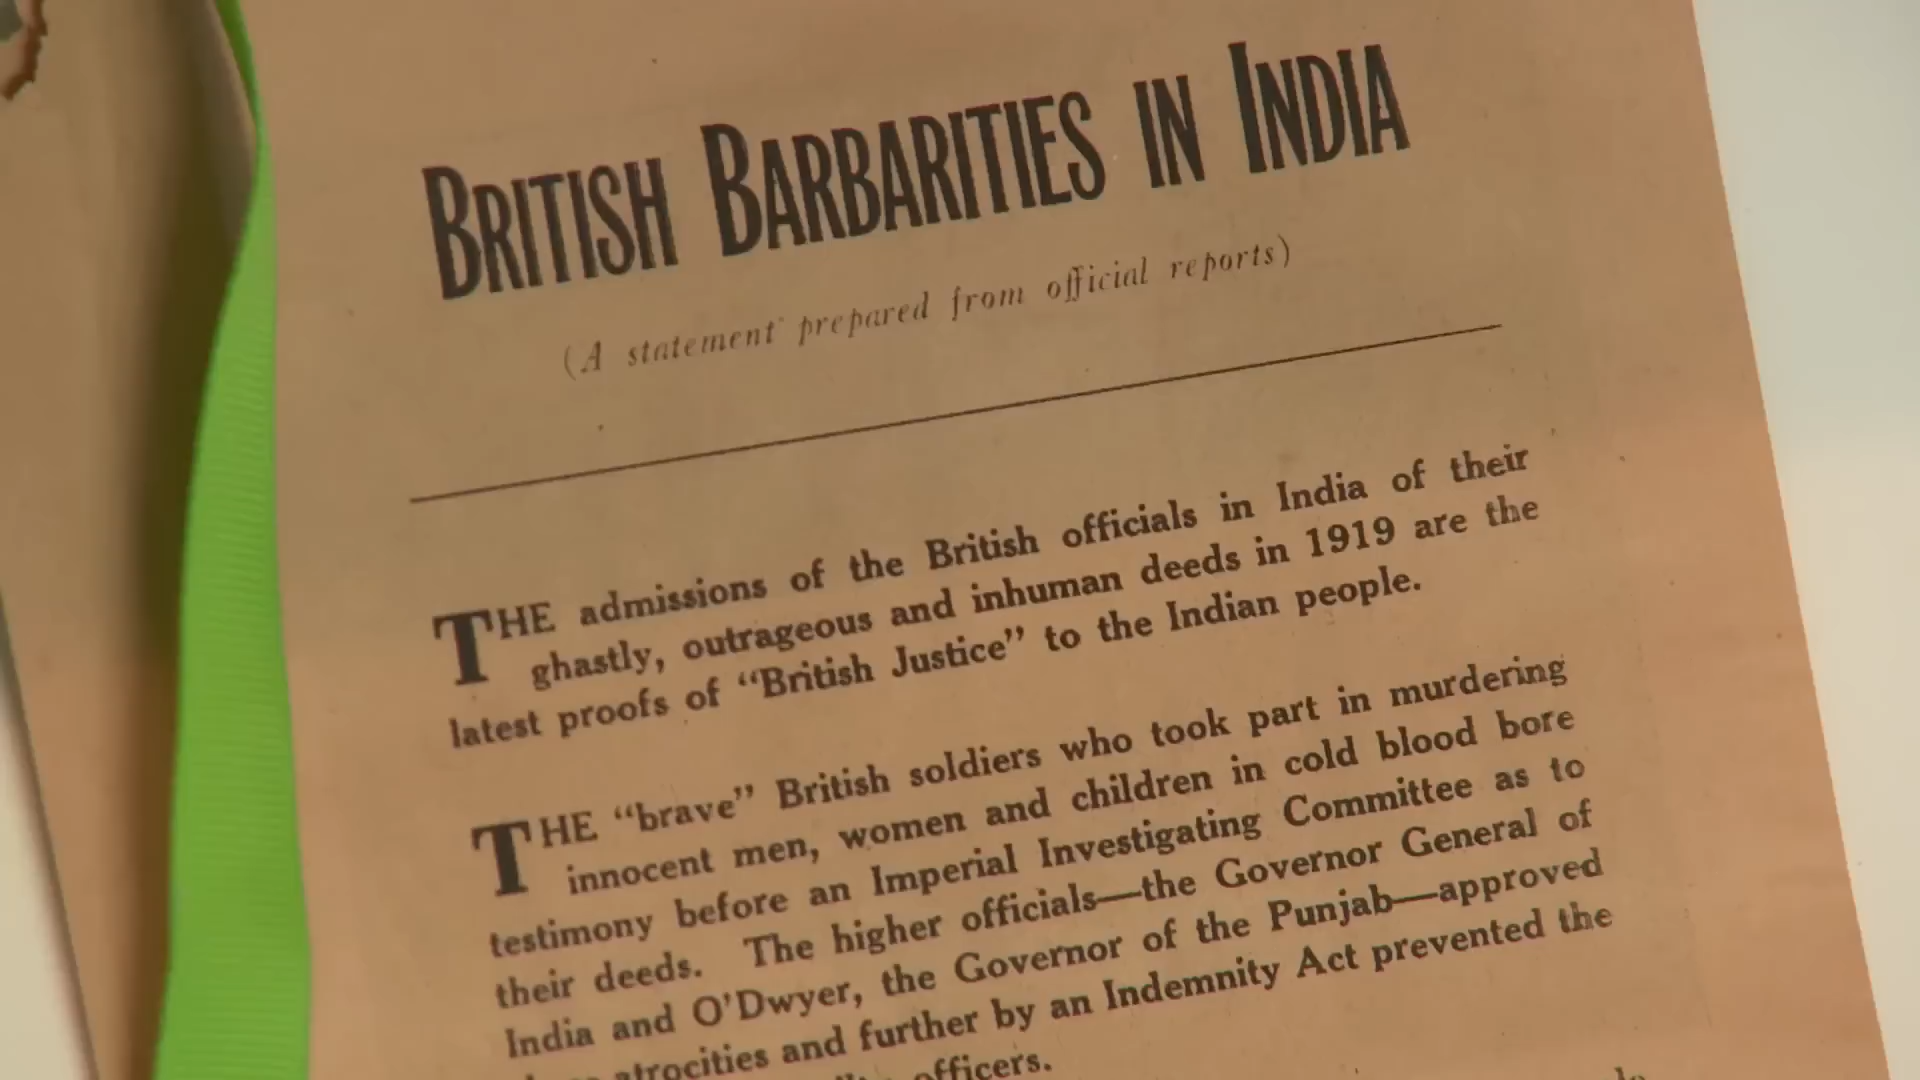 BRITISH BARBARITIES IN INDIA
(A statement prepared from official reports)
THE admissions of the British officials in India of their
ghastly, outrageous and inhuman deeds in 1919 are the
latest proofs of "British Justice" to the Indian people.
THE "brave" British soldiers who took part in murdering
innocent men, women and children in cold blood bore
testimony before an Imperial Investigating Committee as to
their deeds. The higher officials—the Governor General of
India and O'Dwyer, the Governor of the Punjab—approved
atrocities and further by an Indemnity Act prevented the
officers.